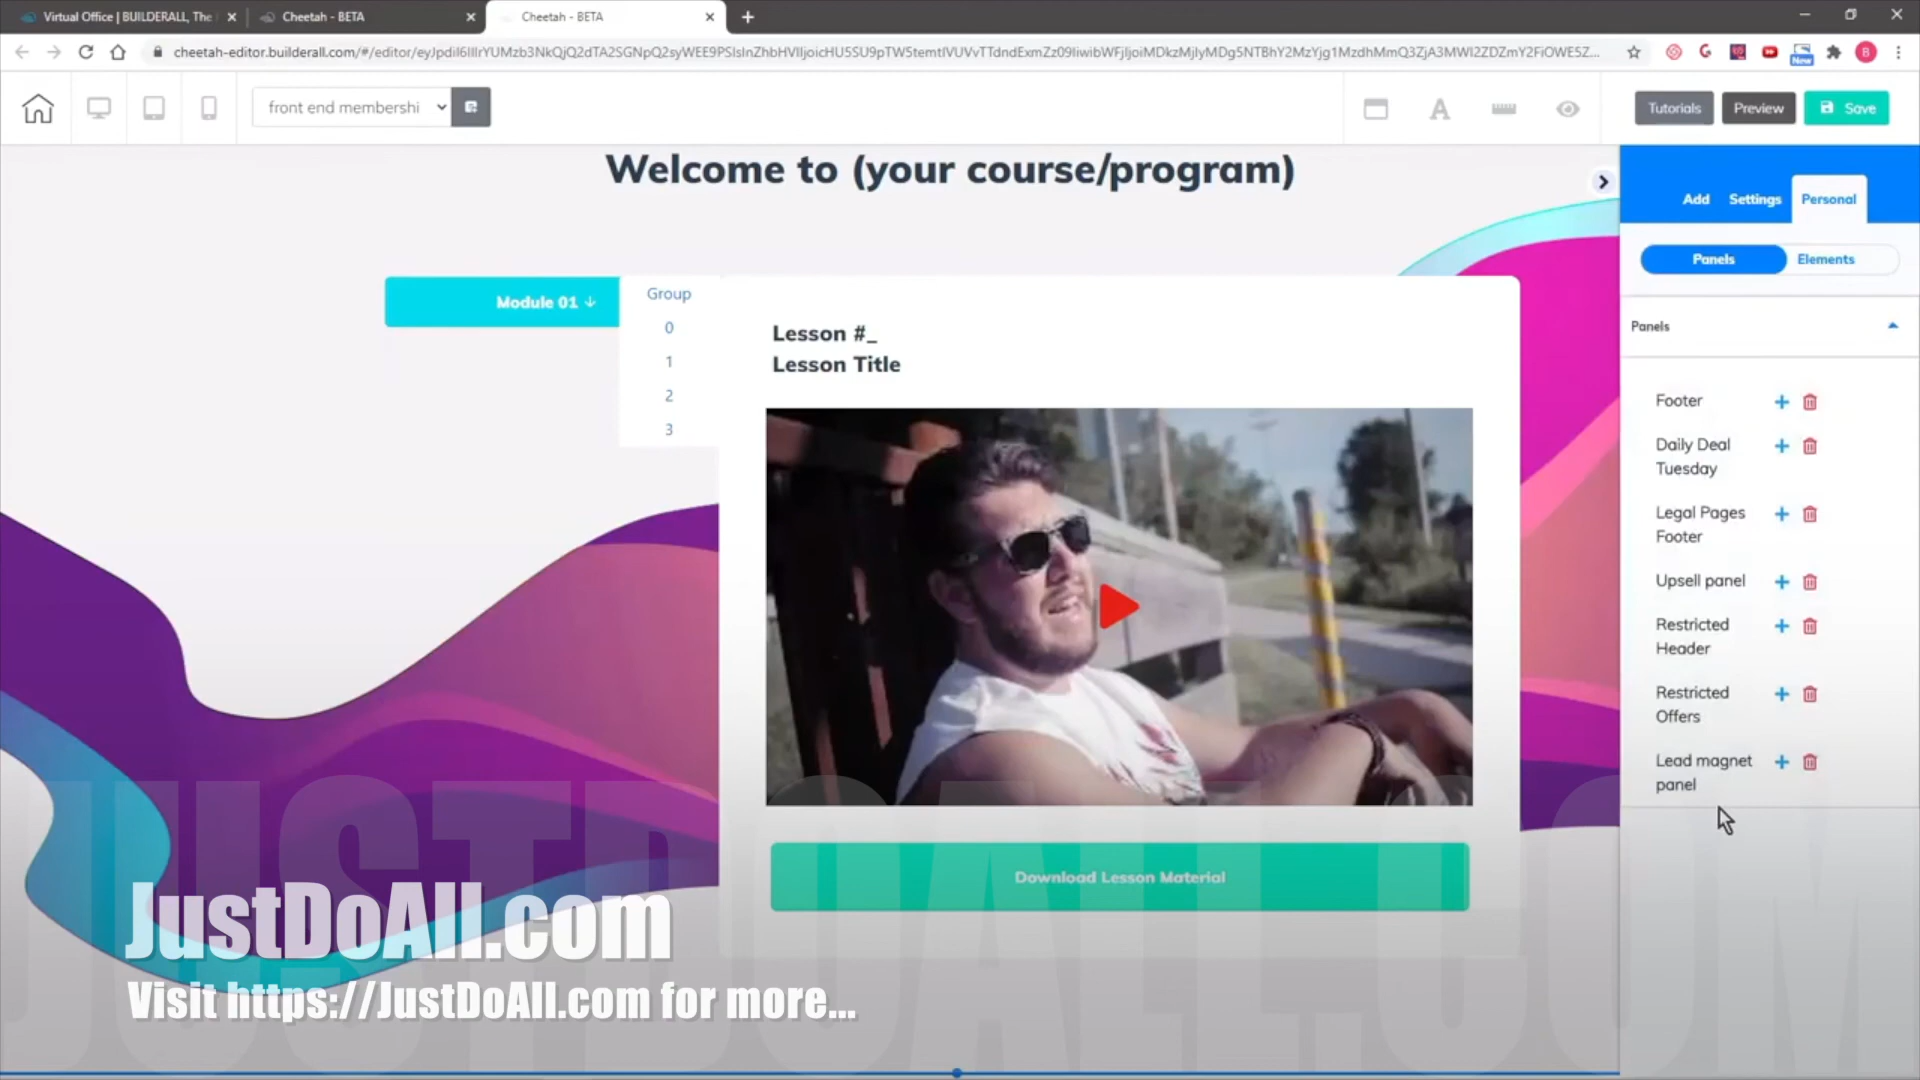 Virtual Office | BUILDERALL, The
Cheetah - BETA
Cheetah - BETA
front end membershi
Tutorials
Preview
Save
Welcome to (your course/program)
Add
Settings
Personal
Panels
Elements
Module 01 ↓
Group
0
1
2
3
Lesson #_
Lesson Title
Panels
Footer
Daily Deal
Tuesday
Legal Pages
Footer
Upsell panel
Restricted
Header
Restricted
Offers
Lead magnet
panel
Download Lesson Material
JUSTDOALL.COM
JustDoAll.com
Visit https://JustDoAll.com for more...